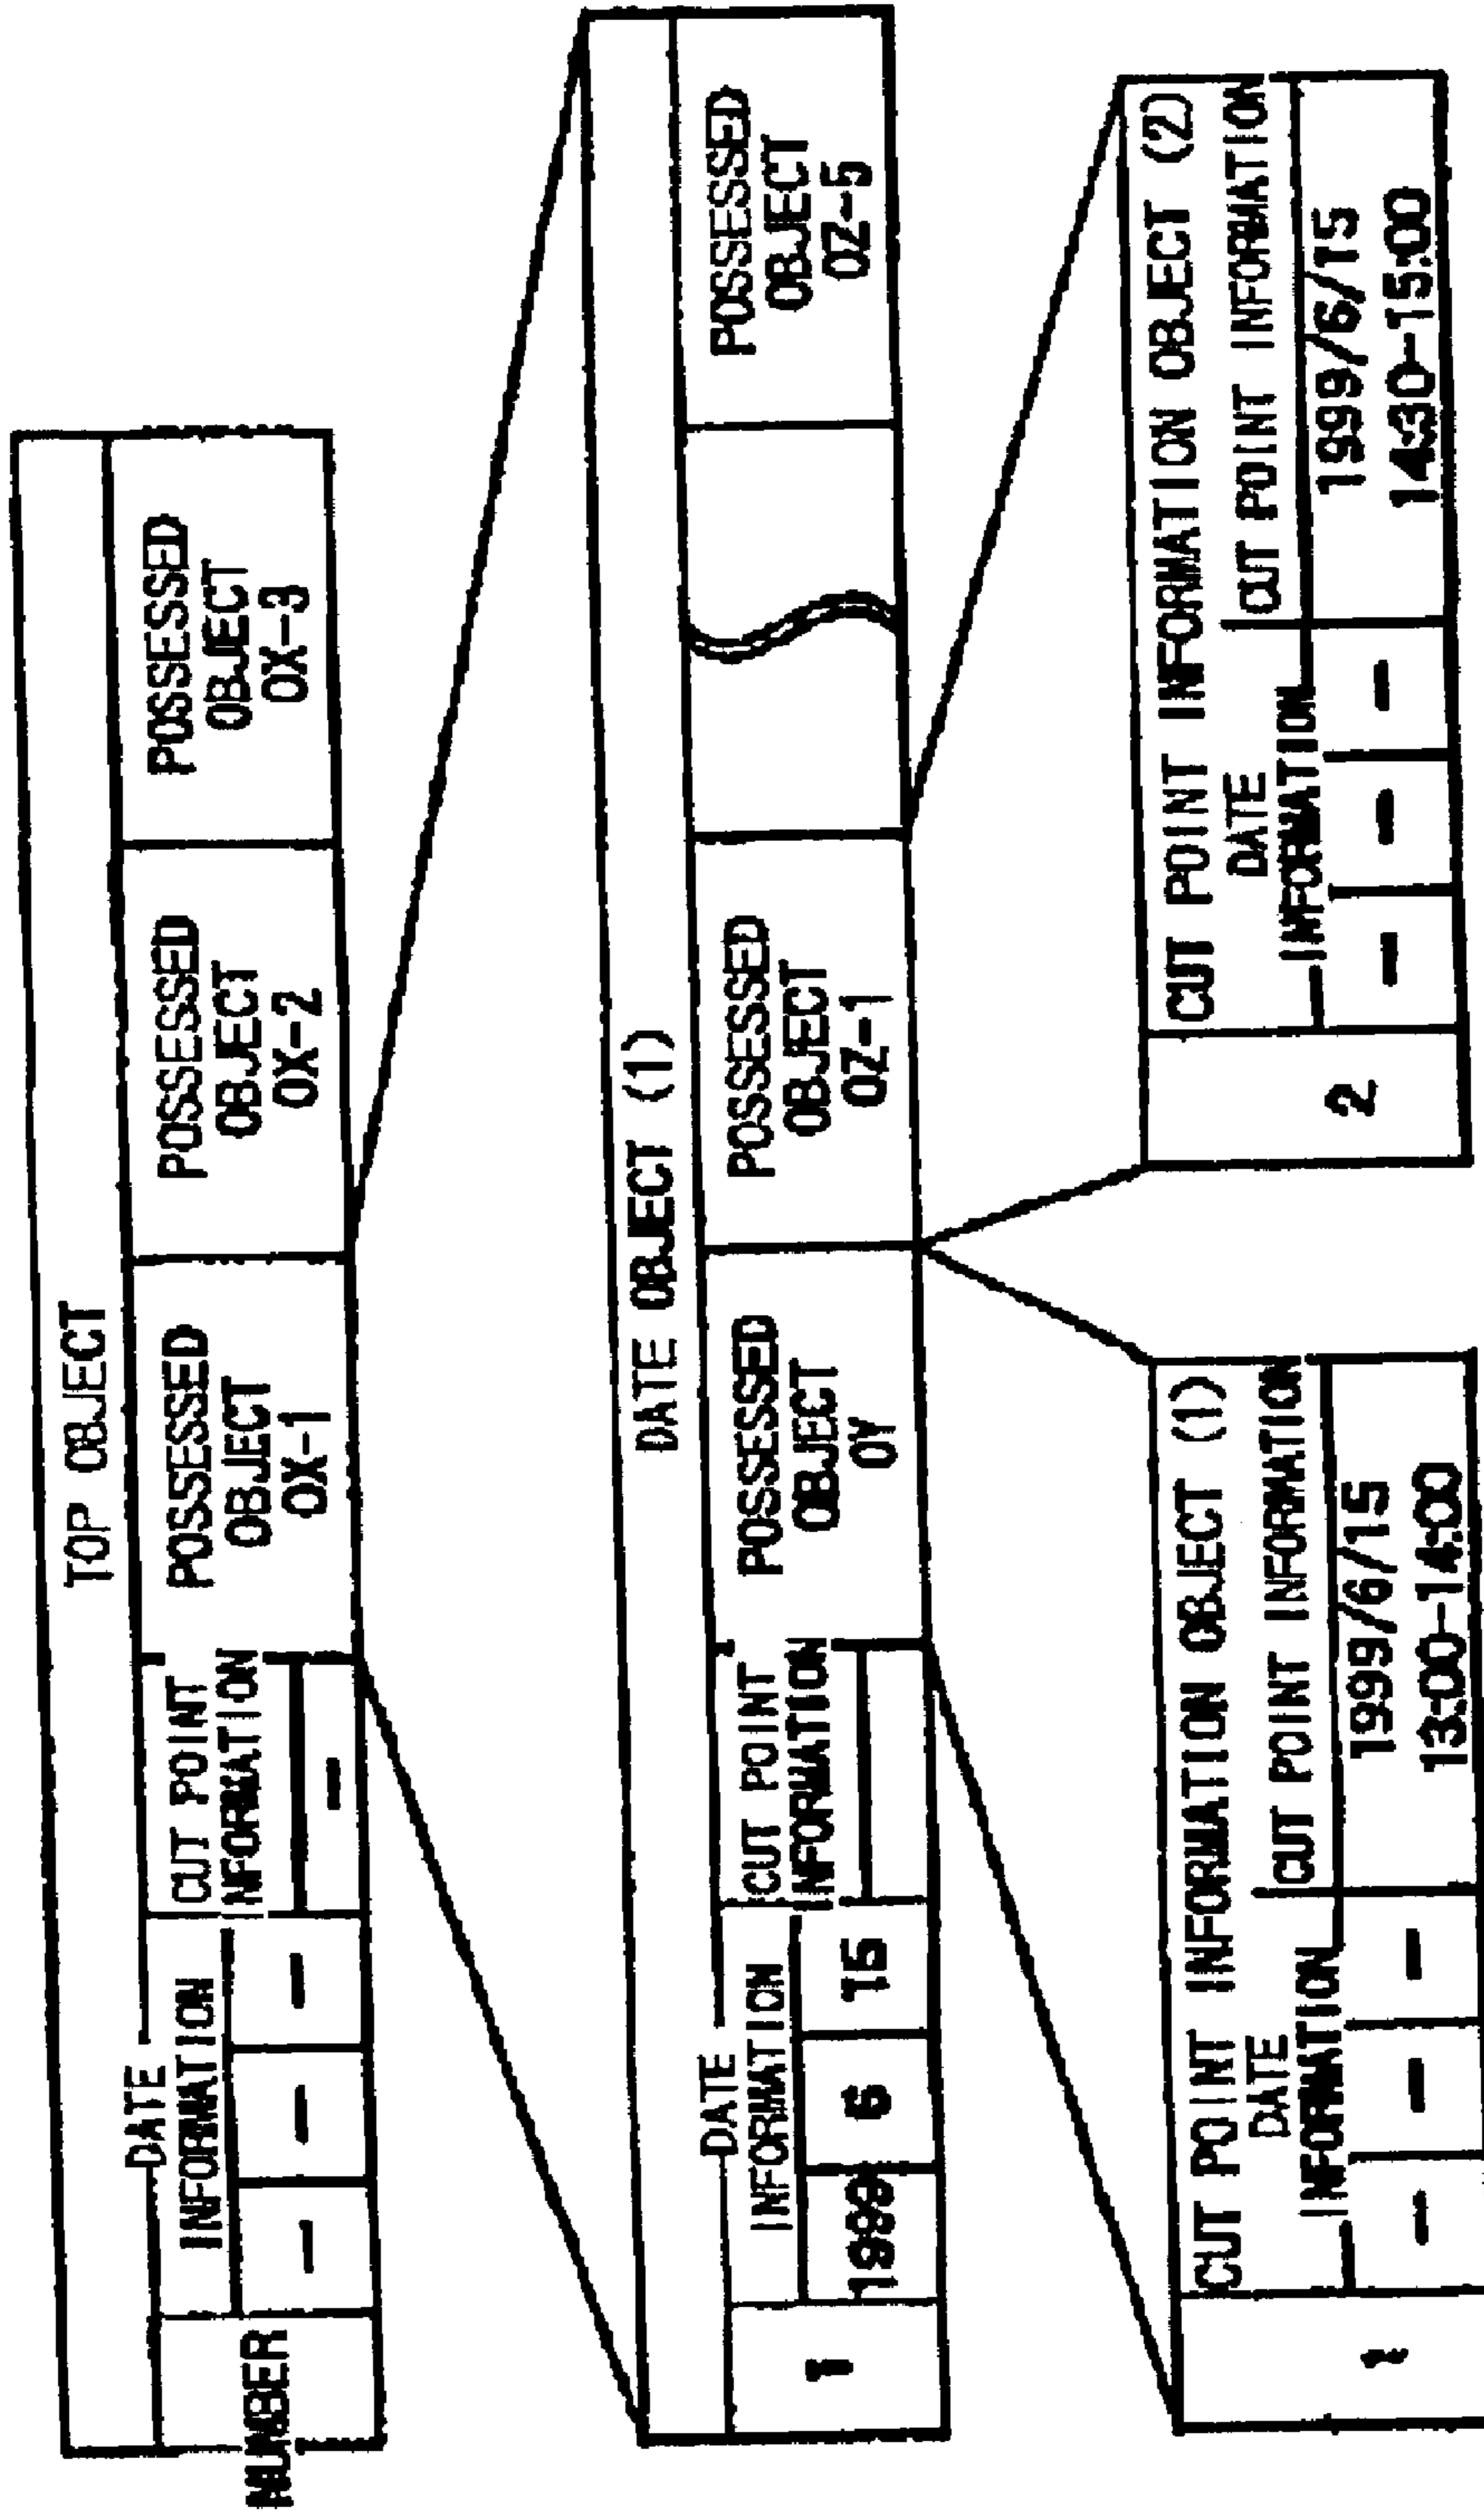 TOP OBJECT
NUMBER
DATE
INFORMATION
— — —
CUT POINT
INFORMATION
—
POSSESSED
OBJECT
OX-1
POSSESSED
OBJECT
OX-2
POSSESSED
OBJECT
OX-3
DATE OBJECT (1)
1
DATE
INFORMATION
1999 6 15
CUT POINT
INFORMATION
POSSESSED
OBJECT
OW
POSSESSED
OBJECT
OZ-1
POSSESSED
OBJECT
OZ-5
CUT POINT INFORMATION OBJECT (1)
1
DATE
INFORMATION
— — —
CUT POINT INFORMATION
1999/6/15
13:00-14:00
CUT POINT INFORMATION OBJECT (2)
2
DATE
INFORMATION
— — —
CUT POINT INFORMATION
1999/6/15
14:00-15:00